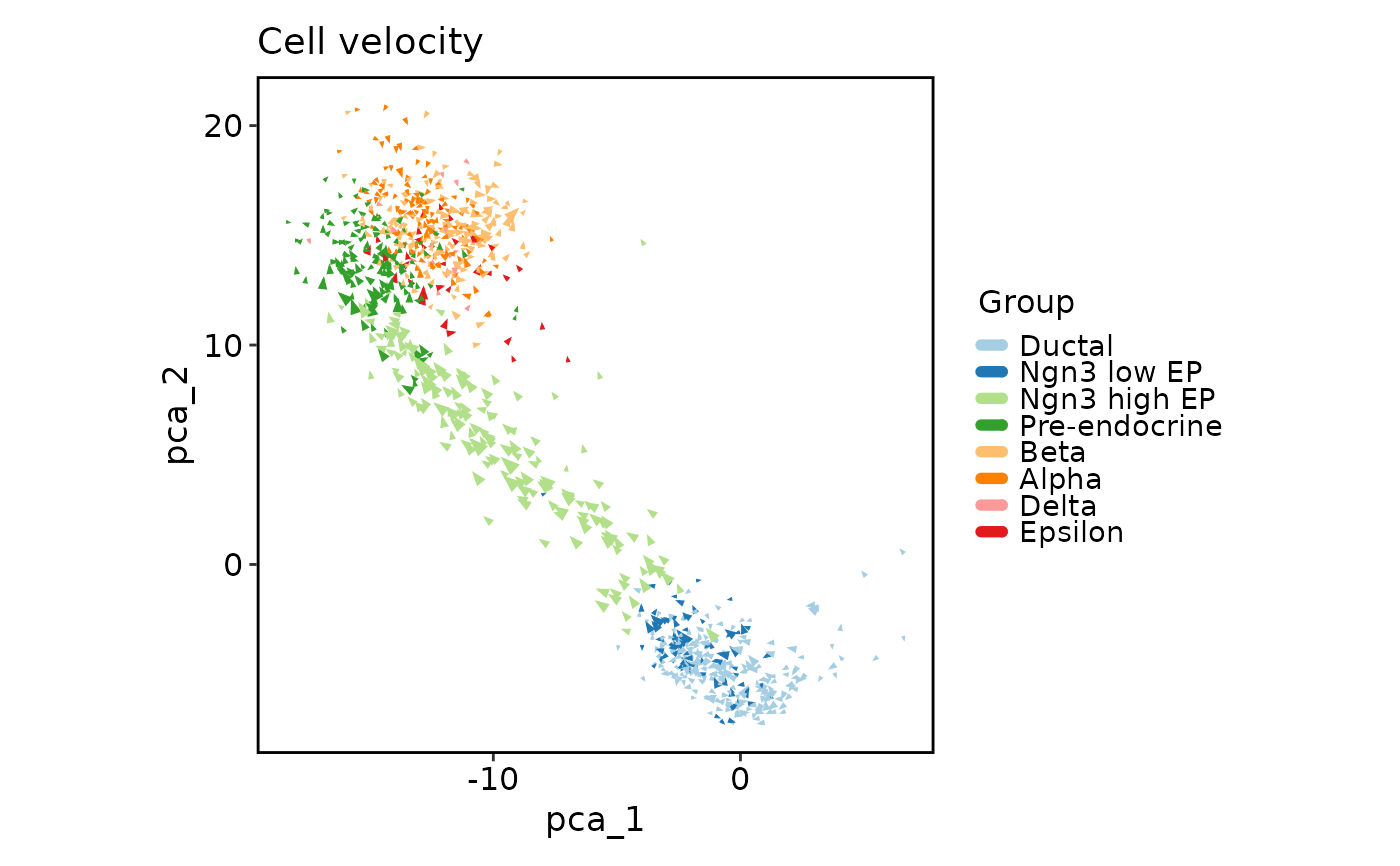 Cell velocity
20
10
0
-10
0
pca_1
pca_2
Group
Ductal
Ngn3 low EP
Ngn3 high EP
Pre-endocrine
Beta
Alpha
Delta
Epsilon